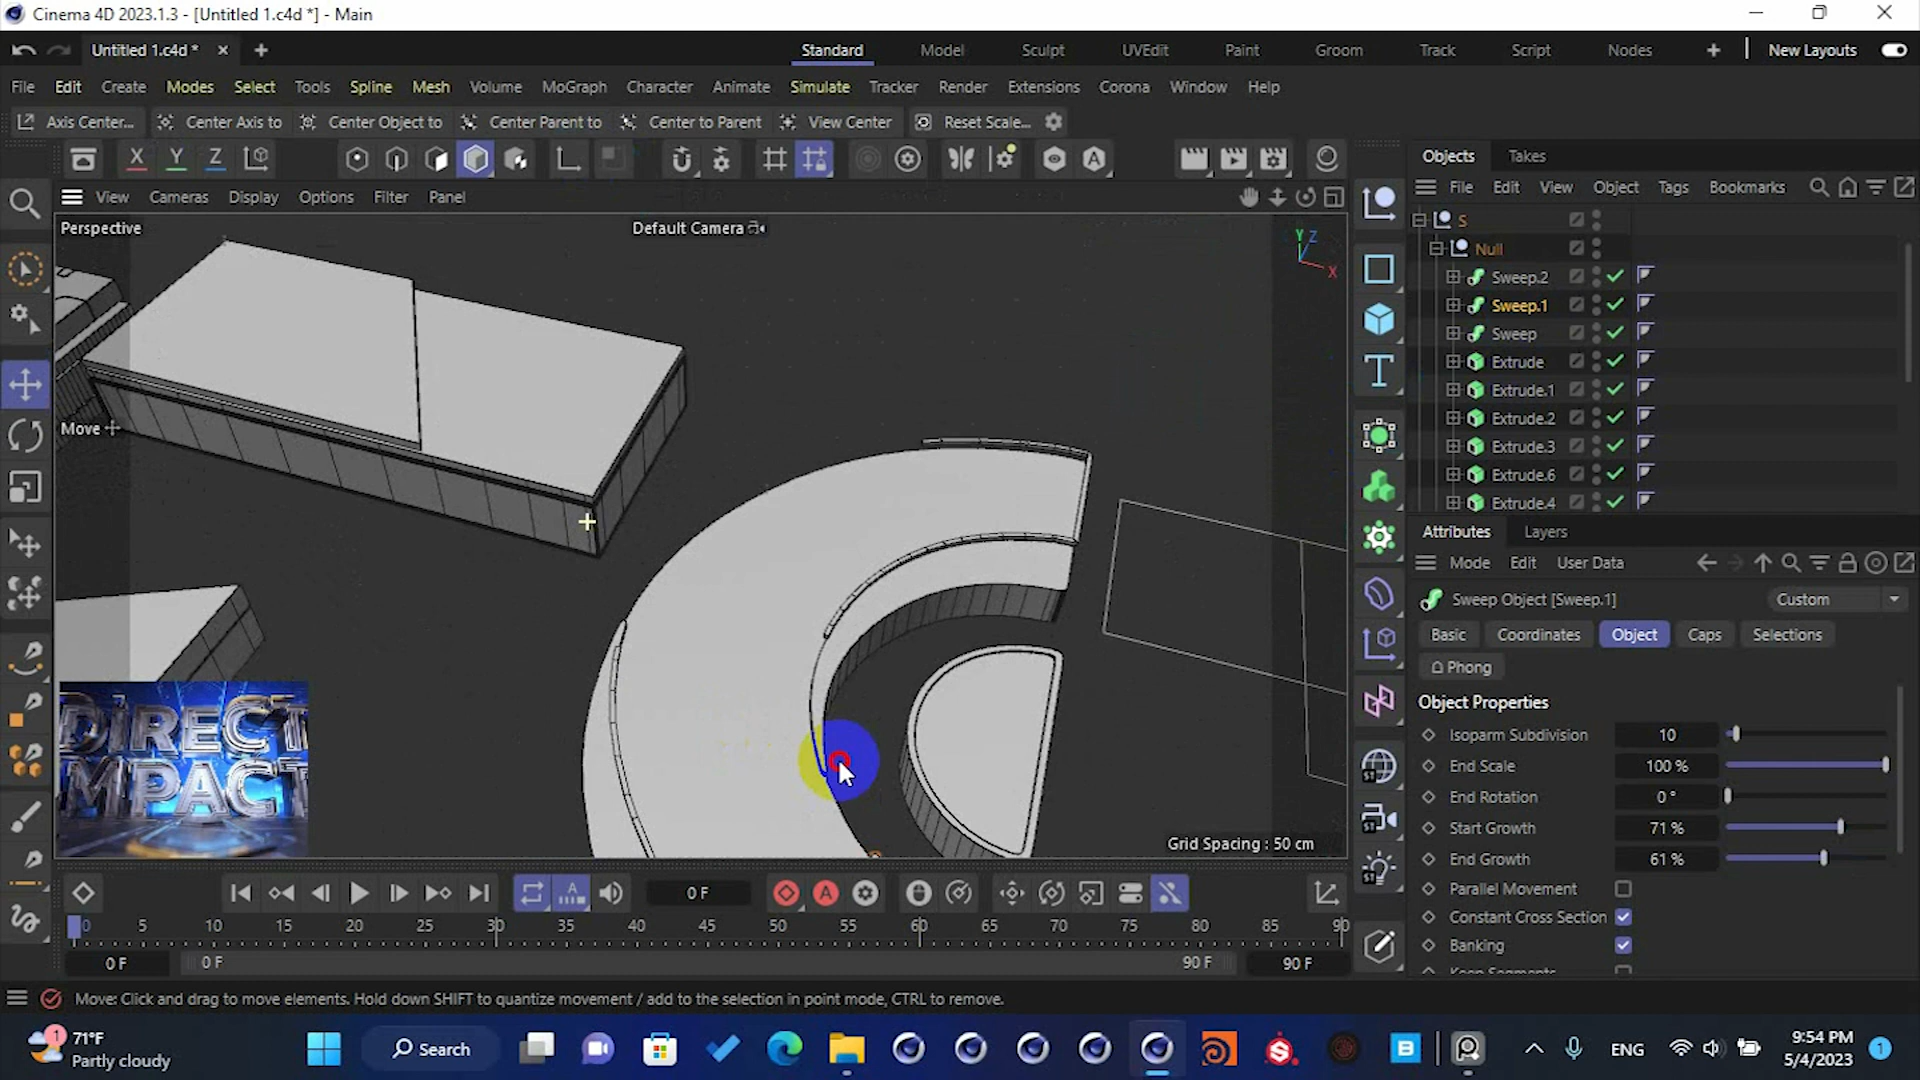 Cinema 4D 2023.1.3 - [Untitled 1.c4d *] - Main
Untitled 1.c4d *
Standard Model Sculpt UVEdit Paint Groom Track Script Nodes New Layouts
File Edit Create Modes Select Tools Spline Mesh Volume MoGraph Character Animate Simulate Tracker Render Extensions Corona Window Help
Axis Center... Center Axis to Center Object to Center Parent to Center to Parent View Center Reset Scale...
X Y Z
Objects Takes
View Cameras Display Options Filter Panel
File Edit View Object Tags Bookmarks
Perspective
Default Camera
Y Z
X
S
Null
Sweep.2
Sweep.1
Sweep
Extrude
Extrude.1
Extrude.2
Extrude.3
Extrude.6
Extrude.4
Move
Attributes Layers
Mode Edit User Data
Sweep Object [Sweep.1]
Custom
Basic Coordinates Object Caps Selections
Phong
Object Properties
Isoparm Subdivision 10
End Scale 100 %
End Rotation 0 °
Start Growth 71 %
End Growth 61 %
Parallel Movement
Constant Cross Section
Banking
Keep Segments
DIRECT
IMPACT
Grid Spacing : 50 cm
0 F
0 5 10 15 20 25 30 35 40 45 50 55 60 65 70 75 80 85 90
0 F 0 F 90 F 90 F
Move: Click and drag to move elements. Hold down SHIFT to quantize movement / add to the selection in point mode, CTRL to remove.
1
71°F
Partly cloudy
Search
ENG
9:54 PM
5/4/2023
1